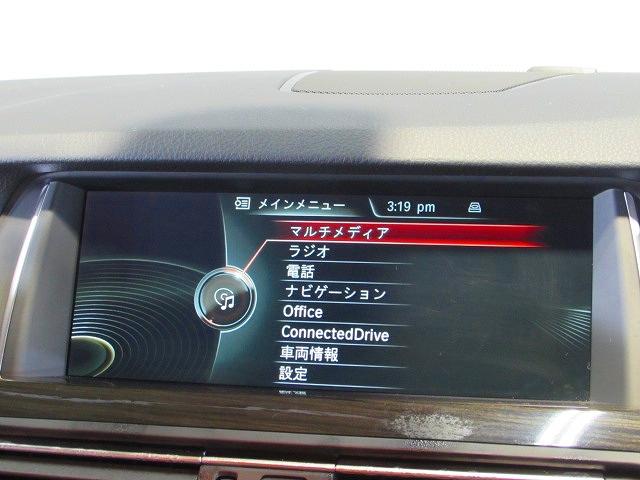 メインメニュー 3:19 pm
マルチメディア
ラジオ
電話
ナビゲーション
Office
ConnectedDrive
車両情報
設定